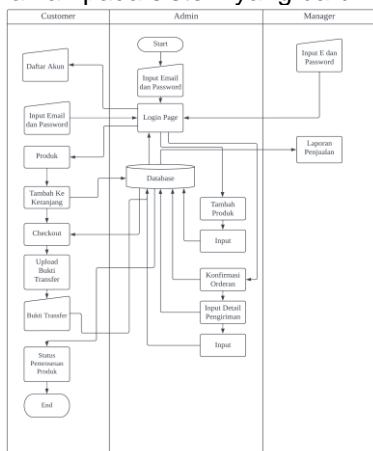 Customer
Admin
Manager
Start
Daftar Akun
Input Email
dan Password
Input E dan
Password
Input Email
dan Password
Login Page
Produk
Laporan
Penjualan
Database
Tambah Ke
Keranjang
Tambah
Produk
Checkout
Input
Upload
Bukti
Transfer
Konfirmasi
Orderan
Bukti Transfer
Input Detail
Pengiriman
Input
Status
Pemrosesan
Produk
End